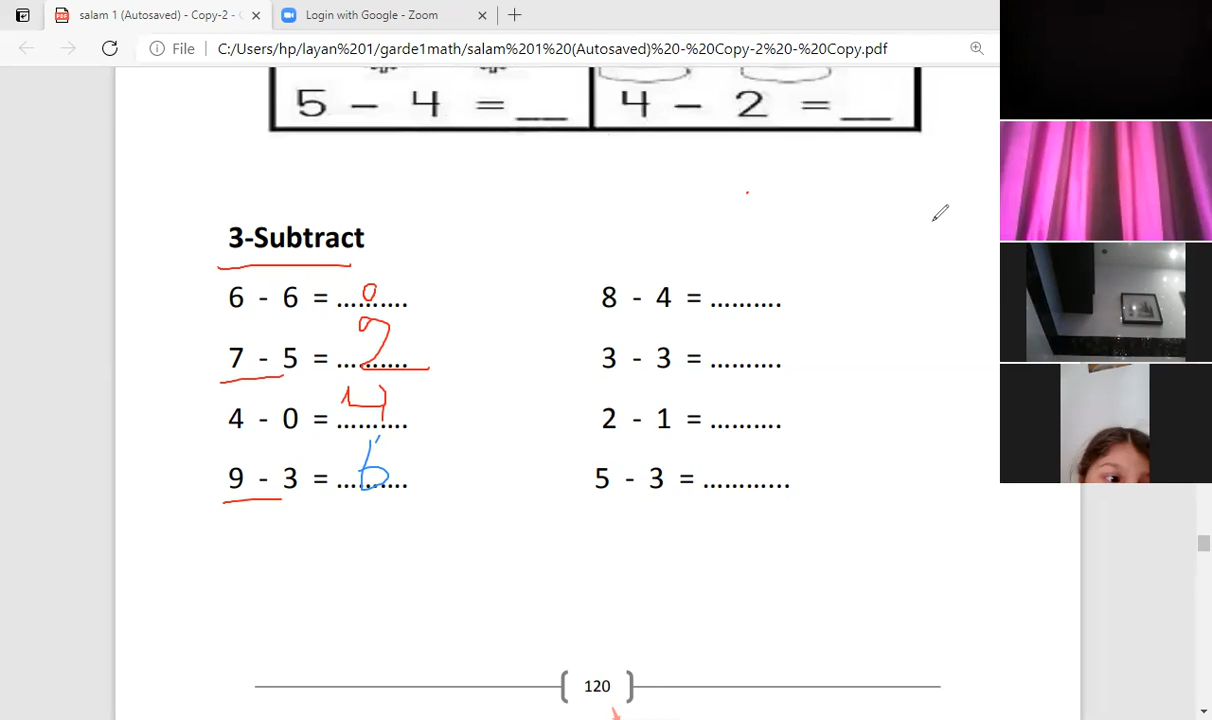 salam 1 (Autosaved) - Copy-2 - C
Login with Google - Zoom
File C:/Users/hp/layan%201/garde1math/salam%201%20(Autosaved)%20-%20Copy-2%20-%20Copy.pdf
5 - 4 = __ 4 - 2 = __
3-Subtract
6 - 6 = ....0.... 8 - 4 = ..........
7 - 5 = ....2.... 3 - 3 = ..........
4 - 0 = ....4.... 2 - 1 = ..........
9 - 3 = ....6.... 5 - 3 = ............
120